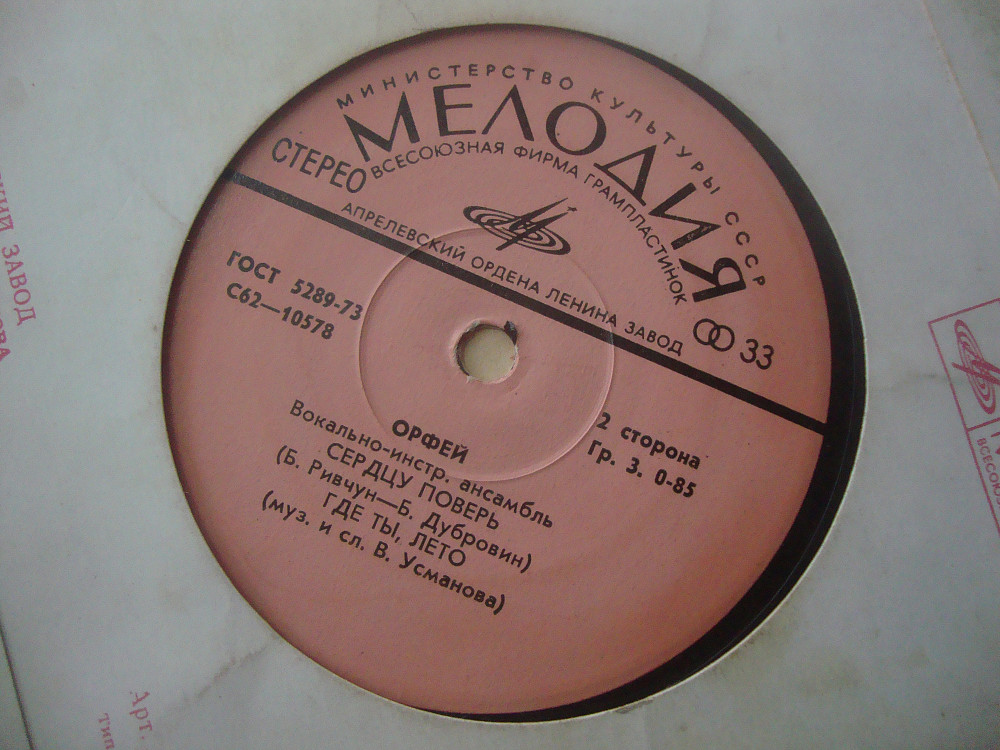 МИНИСТЕРСТВО КУЛЬТУРЫ СССР
МЕЛОДИЯ
ВСЕСОЮЗНАЯ ФИРМА ГРАМПЛАСТИНОК
СТЕРЕО
АПРЕЛЕВСКИЙ ОРДЕНА ЛЕНИНА ЗАВОД
33
ГОСТ 5289-73
С62—10578
2 сторона
Гр. 3. 0-85
ОРФЕЙ
Вокально-инстр. ансамбль
СЕРДЦУ ПОВЕРЬ
(Б. Ривчун—Б. Дубровин)
ГДЕ ТЫ, ЛЕТО
(муз. и сл. В. Усманова)
ЗАВОД
Арт.